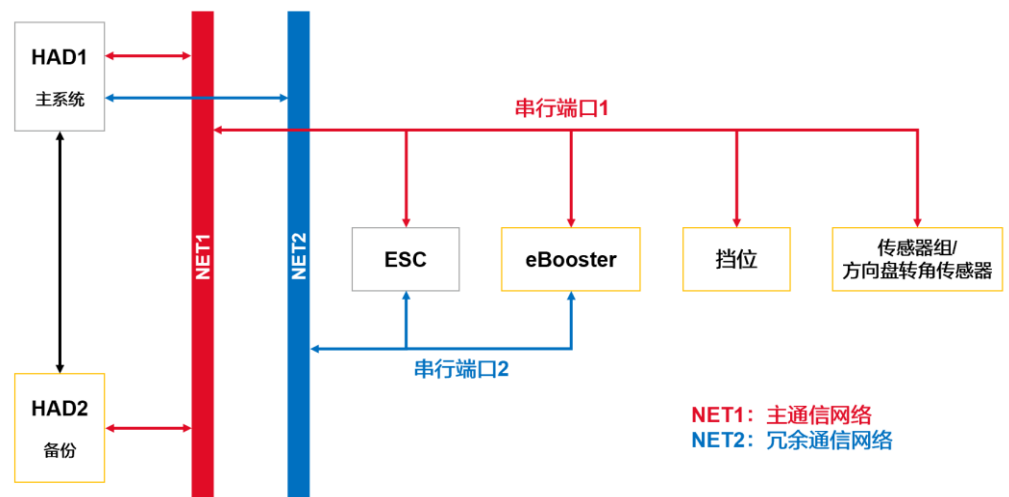 HAD1
主系统
串行端口1
NET1
NET2
ESC
eBooster
挡位
传感器组/
方向盘转角传感器
串行端口2
HAD2
备份
NET1：主通信网络
NET2：冗余通信网络